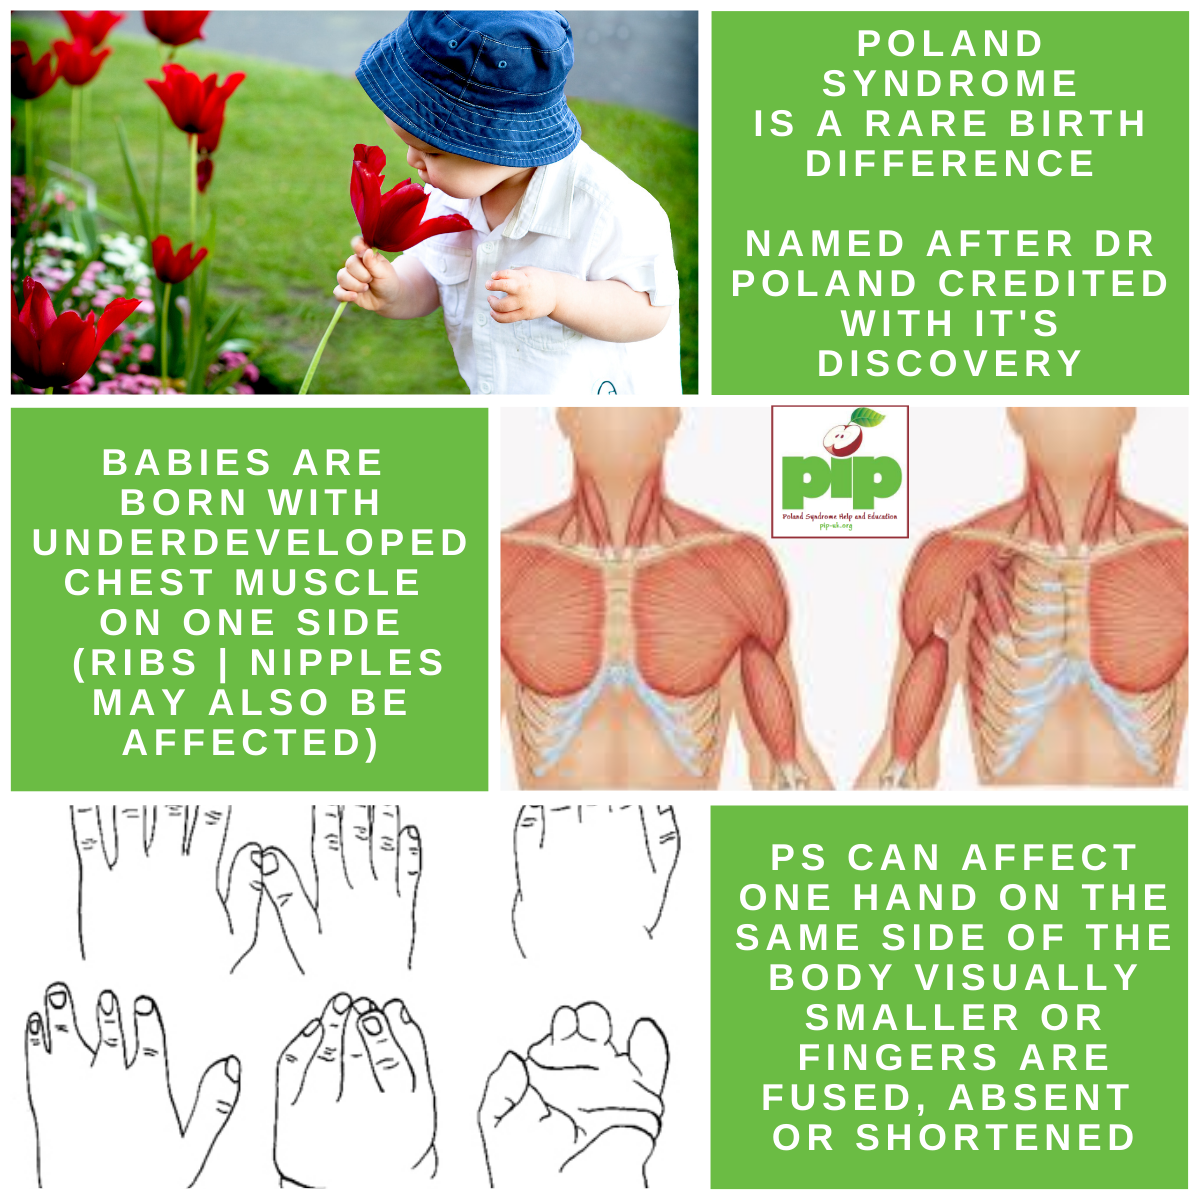 POLAND
SYNDROME
IS A RARE BIRTH
DIFFERENCE
NAMED AFTER DR
POLAND CREDITED
WITH IT'S
DISCOVERY
BABIES ARE
BORN WITH
UNDERDEVELOPED
CHEST MUSCLE
ON ONE SIDE
(RIBS | NIPPLES
MAY ALSO BE
AFFECTED)
pip
Poland Syndrome Help and Education
pip-uk.org
PS CAN AFFECT
ONE HAND ON THE
SAME SIDE OF THE
BODY VISUALLY
SMALLER OR
FINGERS ARE
FUSED, ABSENT
OR SHORTENED